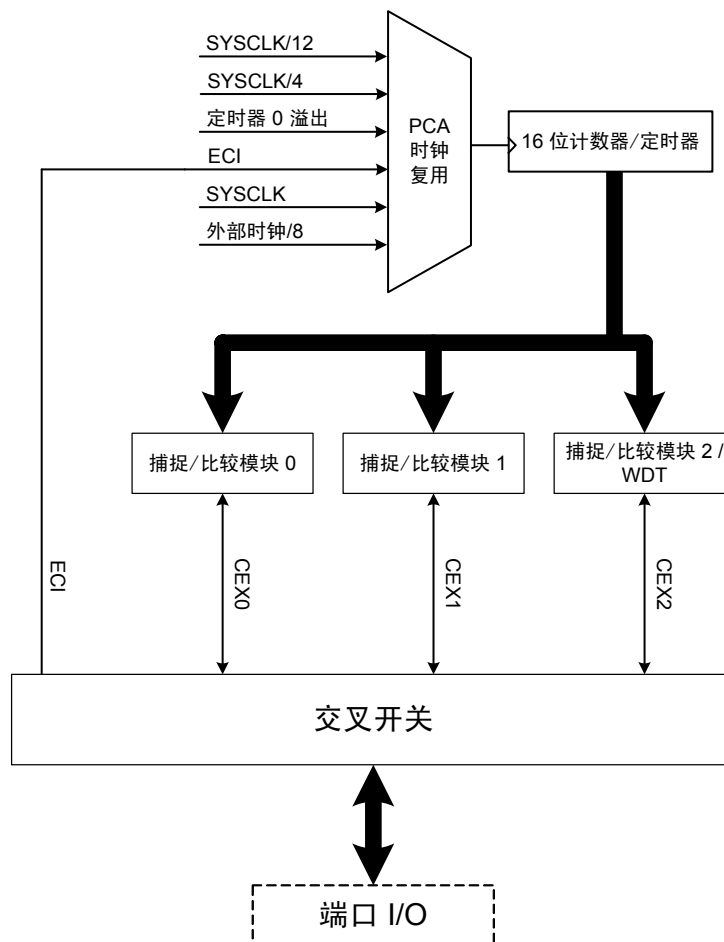 SYSCLK/12
SYSCLK/4
定时器 0 溢出
ECI
SYSCLK
外部时钟/8
PCA
时钟
复用
16 位计数器/定时器
捕捉/比较模块 0
捕捉/比较模块 1
捕捉/比较模块 2 /
WDT
ECI
CEX0
CEX1
CEX2
交叉开关
端口 I/O